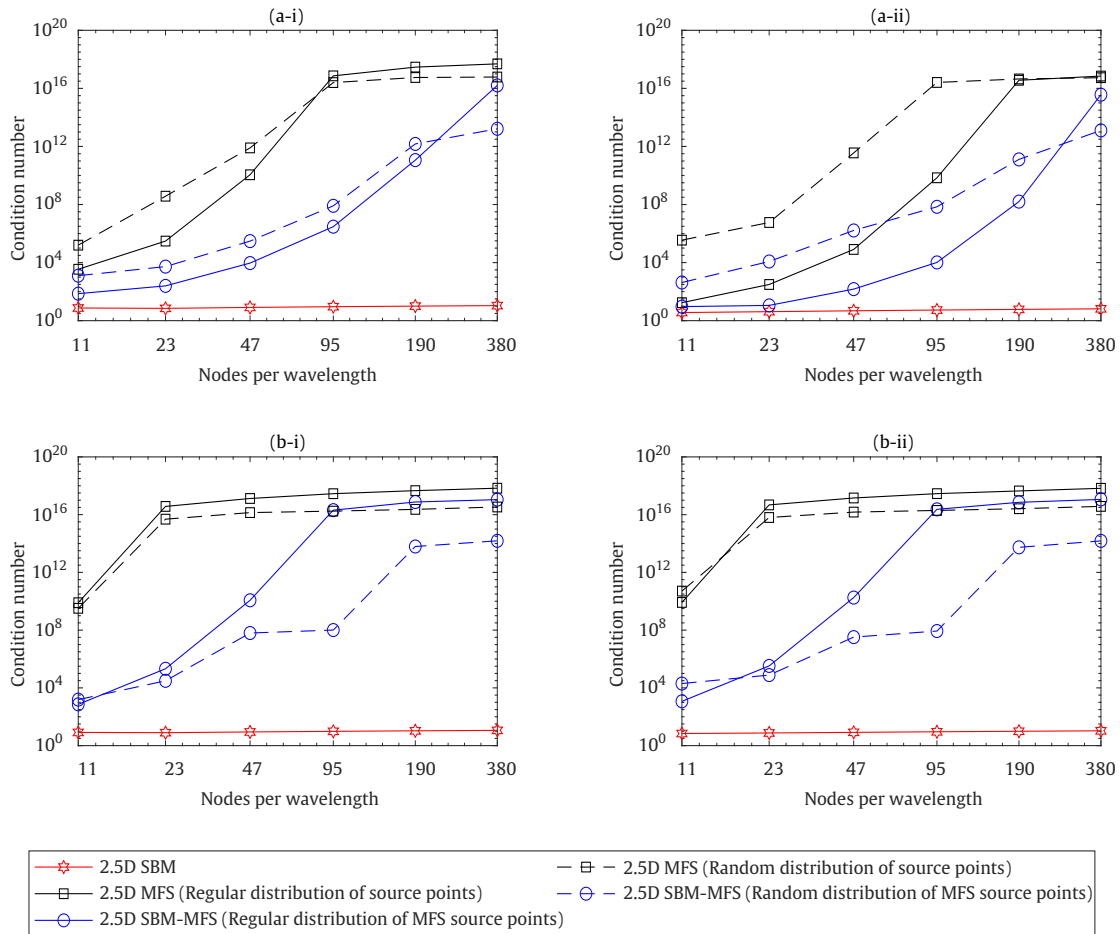 (a-i)
Condition number
10^20
10^16
10^12
10^8
10^4
10^0
11 23 47 95 190 380
Nodes per wavelength
(a-ii)
Condition number
10^20
10^16
10^12
10^8
10^4
10^0
11 23 47 95 190 380
Nodes per wavelength
(b-i)
Condition number
10^20
10^16
10^12
10^8
10^4
10^0
11 23 47 95 190 380
Nodes per wavelength
(b-ii)
Condition number
10^20
10^16
10^12
10^8
10^4
10^0
11 23 47 95 190 380
Nodes per wavelength
2.5D SBM
2.5D MFS (Regular distribution of source points)
2.5D SBM-MFS (Regular distribution of MFS source points)
2.5D MFS (Random distribution of source points)
2.5D SBM-MFS (Random distribution of MFS source points)